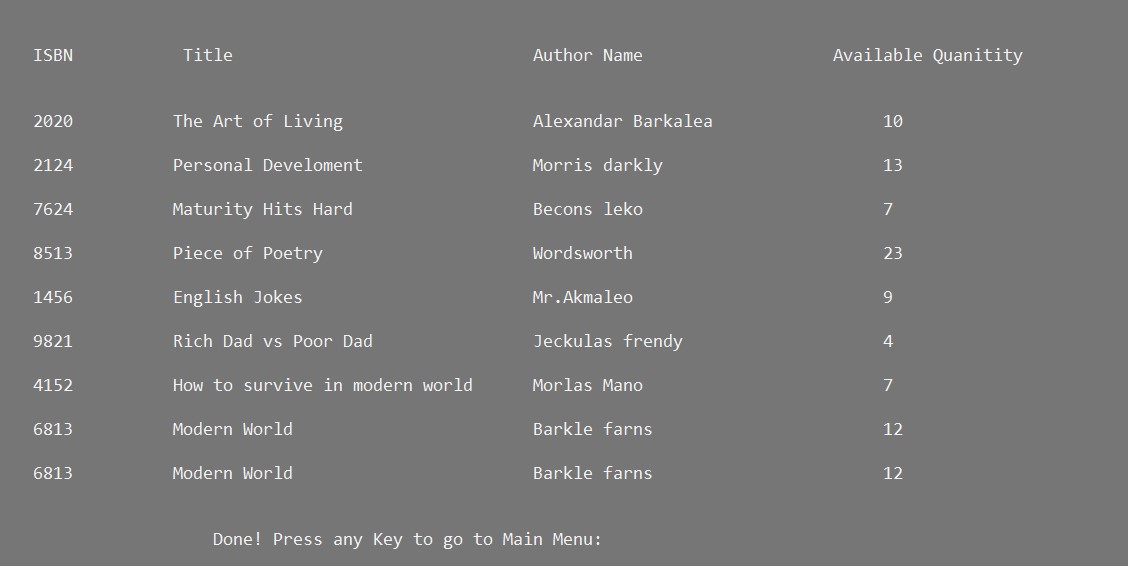 ISBN Title Author Name Available Quanitity
2020 The Art of Living Alexandar Barkalea 10
2124 Personal Develoment Morris darkly 13
7624 Maturity Hits Hard Becons leko 7
8513 Piece of Poetry Wordsworth 23
1456 English Jokes Mr.Akmaleo 9
9821 Rich Dad vs Poor Dad Jeckulas frendy 4
4152 How to survive in modern world Morlas Mano 7
6813 Modern World Barkle farns 12
6813 Modern World Barkle farns 12
Done! Press any Key to go to Main Menu: